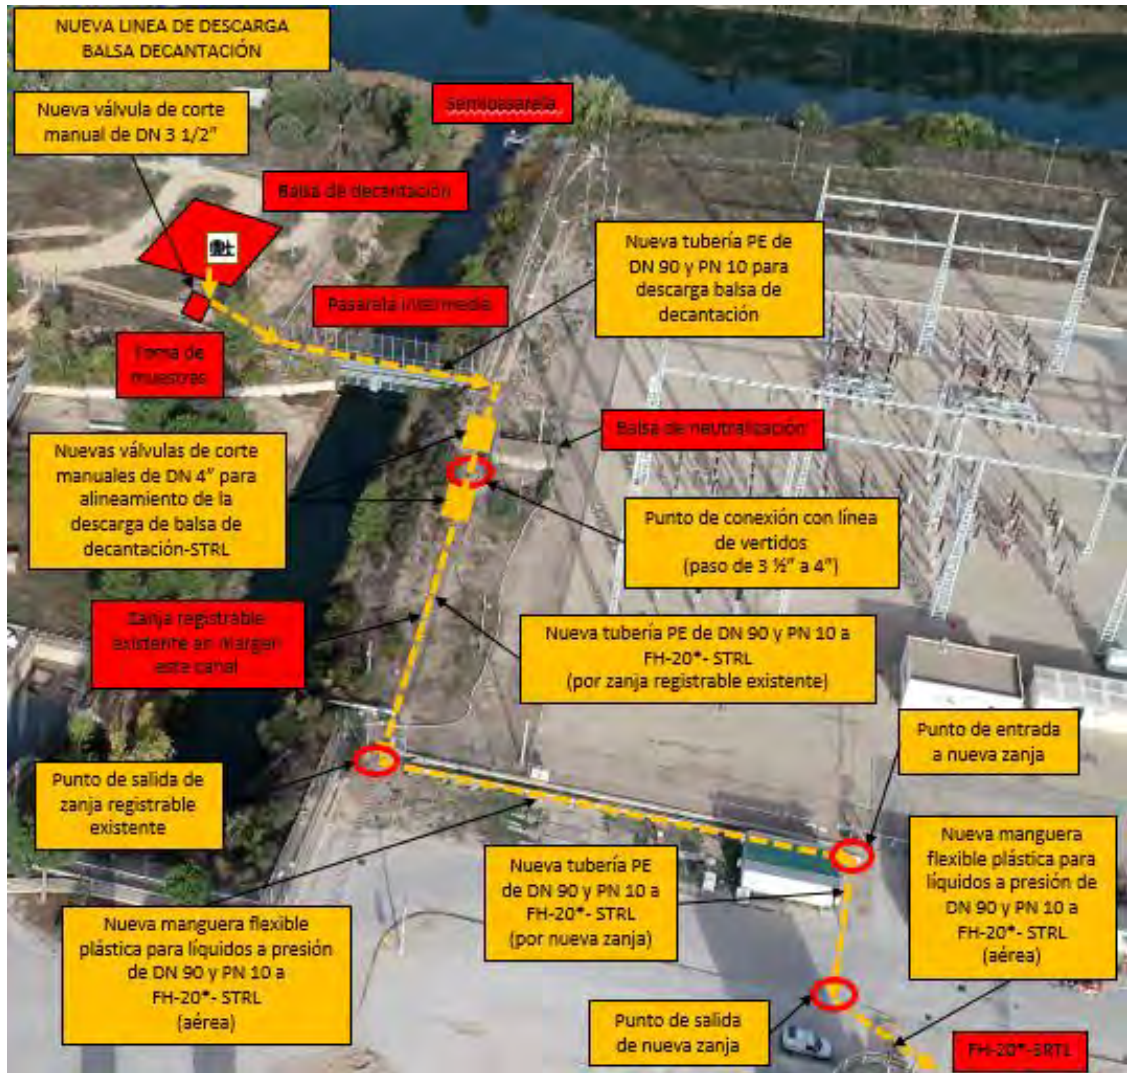 NUEVA LINEA DE DESCARGA
BALSA DECANTACIÓN
Nueva válvula de corte
manual de DN 3 1/2"
Semipasarela
Balsa de decantación
Nueva tubería PE de
DN 90 y PN 10 para
descarga balsa de
decantación
Pasarela intermedia
Toma de
muestras
Nuevas válvulas de corte
manuales de DN 4" para
alineamiento de la
descarga de balsa de
decantación-STRL
Balsa de neutralización
Punto de conexión con línea
de vertidos
(paso de 3 ½" a 4")
Zanja registrable
existente en margen
este canal
Nueva tubería PE de DN 90 y PN 10 a
FH-20*- STRL
(por zanja registrable existente)
Punto de entrada
a nueva zanja
Punto de salida de
zanja registrable
existente
Nueva manguera
flexible plástica para
líquidos a presión de
DN 90 y PN 10 a
FH-20*- STRL
(aérea)
Nueva tubería PE
de DN 90 y PN 10 a
FH-20*- STRL
(por nueva zanja)
Nueva manguera flexible
plástica para líquidos a presión
de DN 90 y PN 10 a
FH-20*- STRL
(aérea)
Punto de salida
de nueva zanja
FH-20*-SRTL